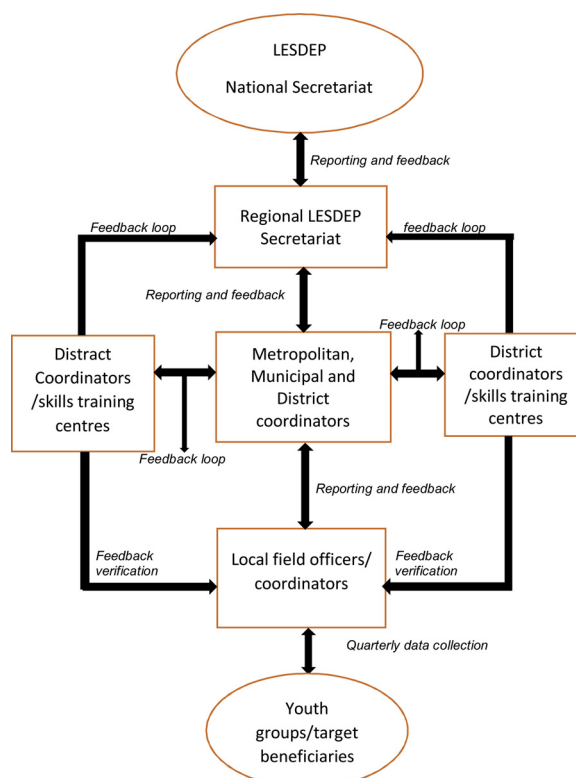 LESDEP
National Secretariat
Reporting and feedback
Feedback loop
Regional LESDEP
Secretariat
feedback loop
Reporting and feedback
Feedback loop
Distract
Coordinators
/skills training
centres
Metropolitan,
Municipal and
District
coordinators
District
coordinators
/skills training
centres
Feedback loop
Reporting and feedback
Feedback
verification
Local field officers/
coordinators
Feedback
verification
Quarterly data collection
Youth
groups/target
beneficiaries